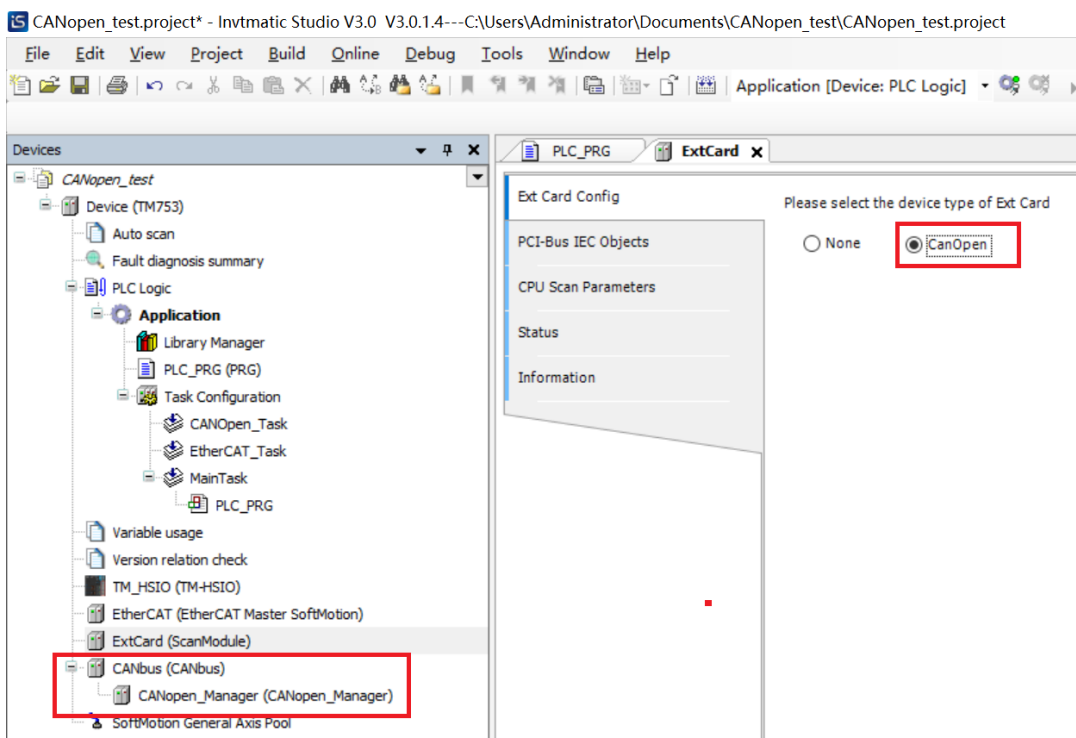 CANopen_test.project* - Invtmatic Studio V3.0 V3.0.1.4---C:\Users\Administrator\Documents\CANopen_test\CANopen_test.project
File Edit View Project Build Online Debug Tools Window Help
Application [Device: PLC Logic]
Devices
CANopen_test
Device (TM753)
Auto scan
Fault diagnosis summary
PLC Logic
Application
Library Manager
PLC_PRG (PRG)
Task Configuration
CANOpen_Task
EtherCAT_Task
MainTask
PLC_PRG
Variable usage
Version relation check
TM_HSIO (TM-HSIO)
EtherCAT (EtherCAT Master SoftMotion)
ExtCard (ScanModule)
CANbus (CANbus)
CANopen_Manager (CANopen_Manager)
SoftMotion General Axis Pool
PLC_PRG ExtCard
Ext Card Config
PCI-Bus IEC Objects
CPU Scan Parameters
Status
Information
Please select the device type of Ext Card
None CanOpen